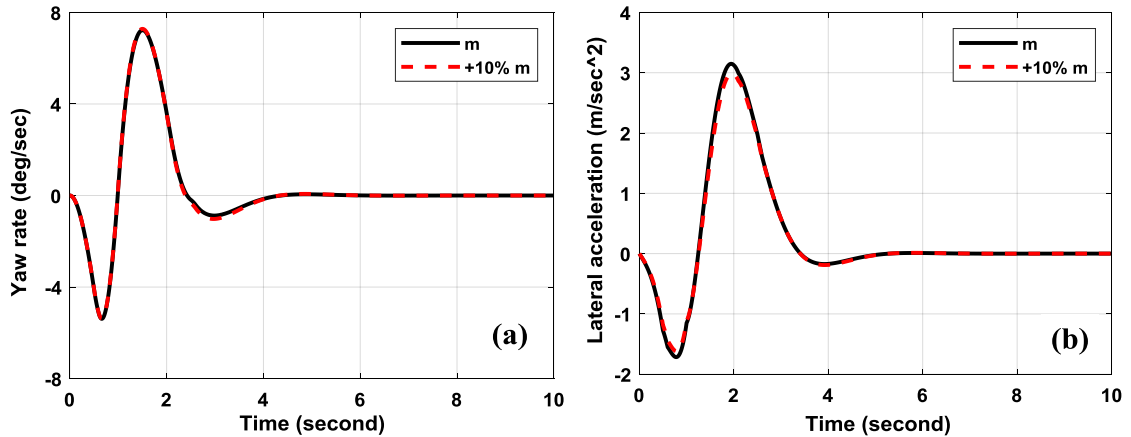 8
4
0
-4
-8
Yaw rate (deg/sec)
m
+10% m
(a)
0 2 4 6 8 10
Time (second)
4
3
2
1
0
-1
-2
Lateral acceleration (m/sec^2)
m
+10% m
(b)
0 2 4 6 8 10
Time (second)